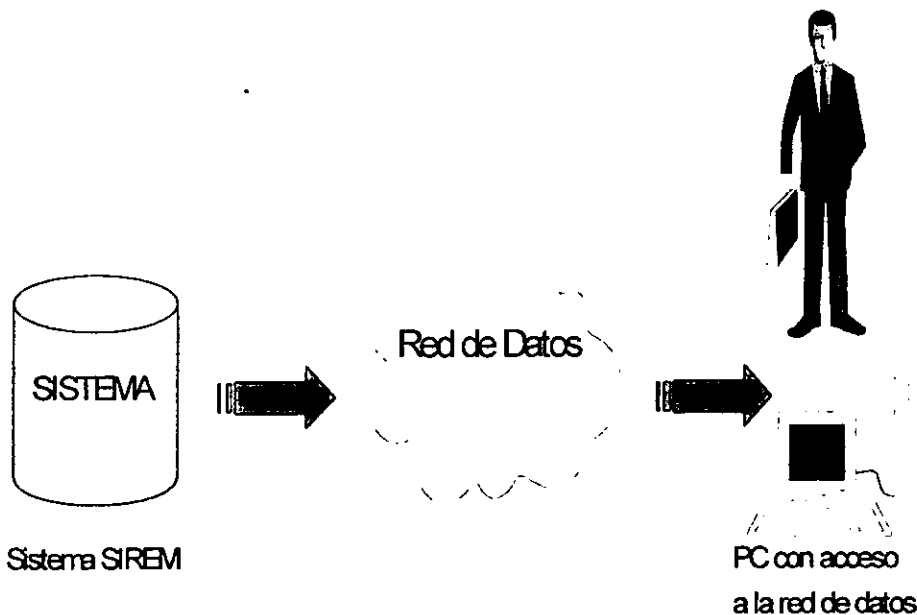 Red de Datos
SISTEMA
Sistema SIREM
PC con acceso
a la red de datos